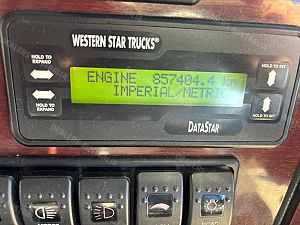 WESTERN STAR TRUCKS®
HOLD TO EXPAND
HOLD TO EXPAND
ENGINE 857404.4 km
IMPERIAL/METRIC
HOLD TO SET
HOLD TO SET
DATASTAR